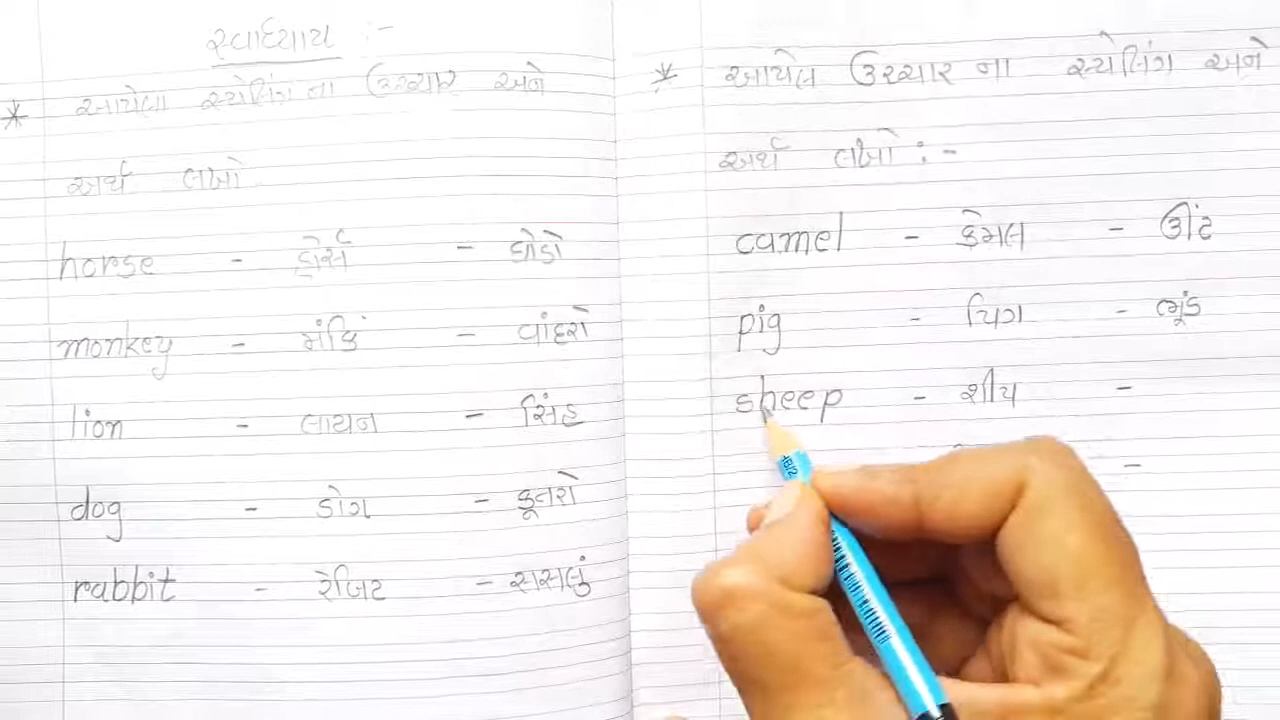 સ્વાધ્યાય :-
* આપેલા સ્પેલિંગ ના ઉચ્ચાર અને
અર્થ લખો
horse - હોર્સ - ઘોડો
monkey - મંકિ - વાંદરો
lion - લાયન - સિંહ
dog - ડોગ - કૂતરો
rabbit - રેબિટ - સસલું
* આપેલ ઉચ્ચાર ના સ્પેલિંગ અને
અર્થ લખો :-
camel - કેમલ - ઊંટ
pig - પિગ - ભૂંડ
sheep - શીપ -
-